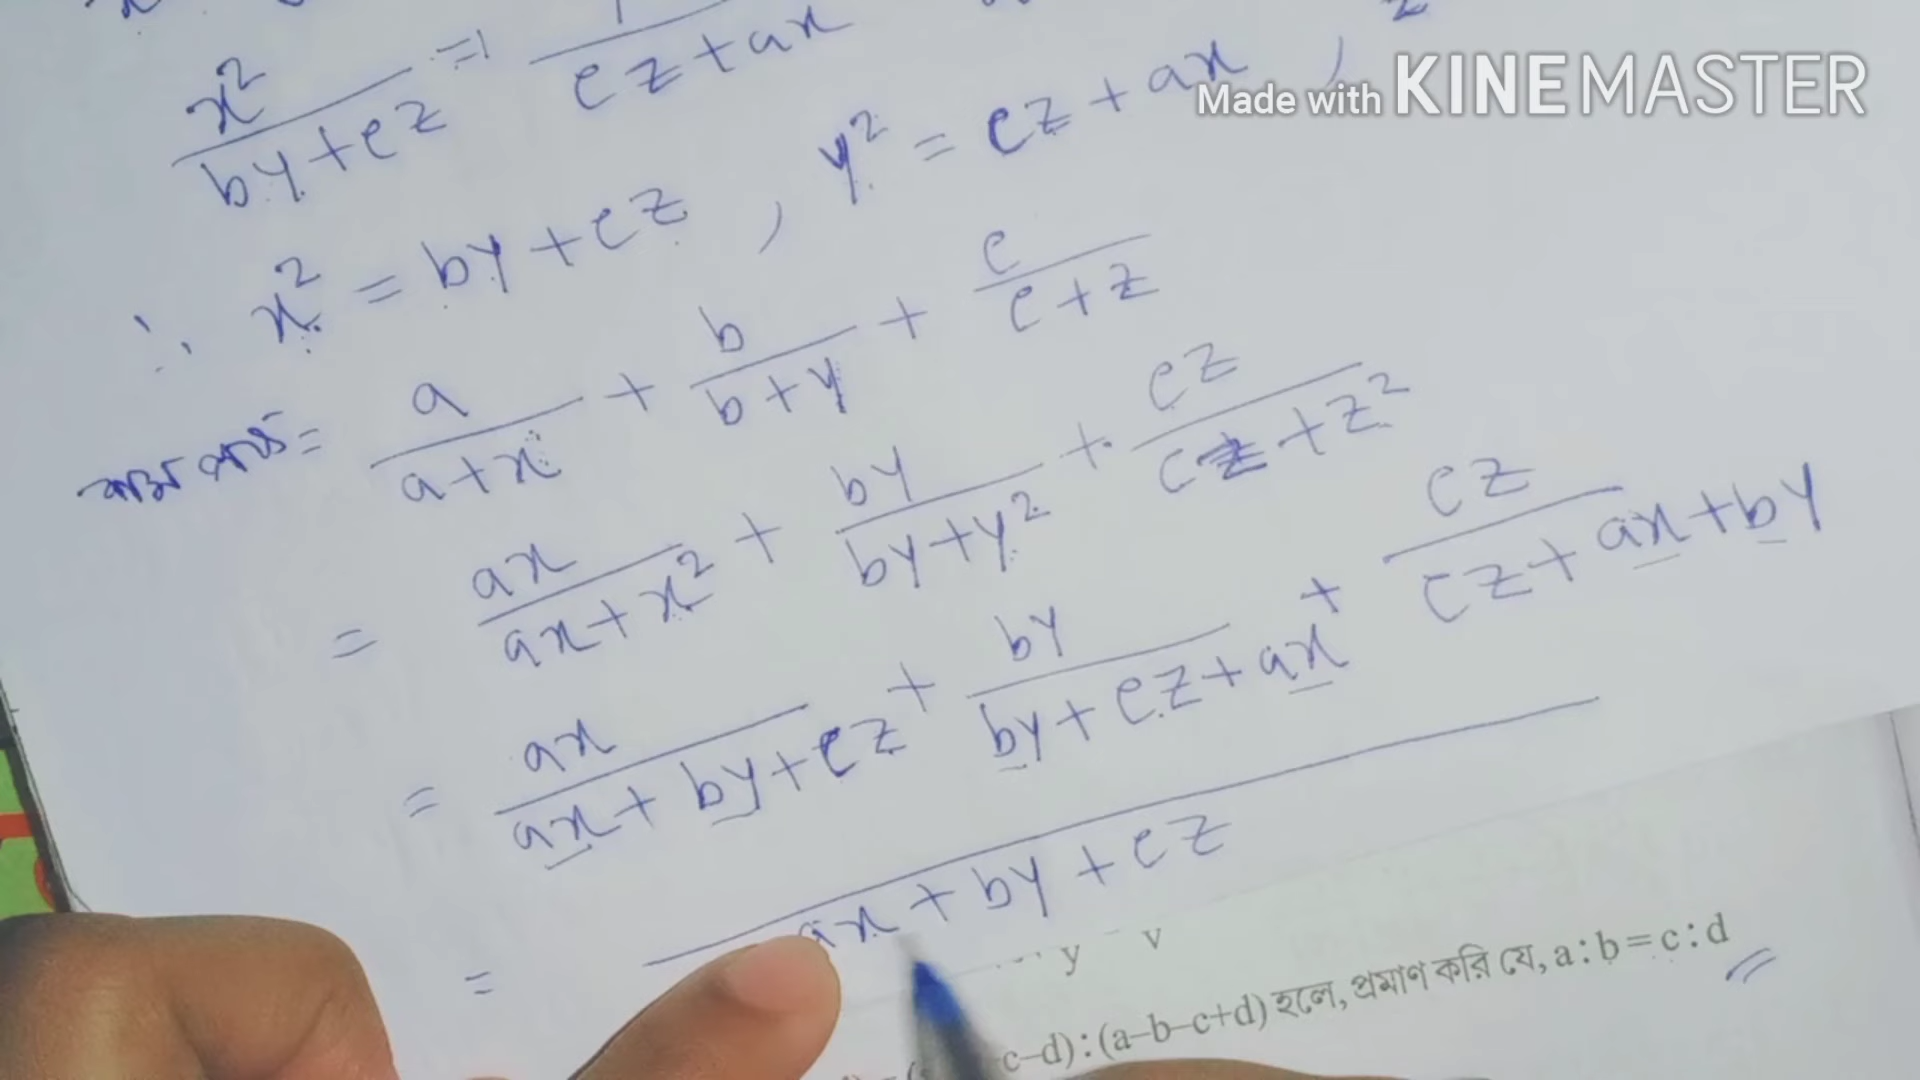 x²/(by+cz) = 1/(cz+ax)
Made with KINEMASTER
∴ x² = by+cz , y² = cz+ax , z
বামপক্ষ = a/(a+x) + b/(b+y) + c/(c+z)
= ax/(ax+x²) + by/(by+y²) + cz/(cz+z²)
= ax/(ax+by+cz) + by/(by+cz+ax) + cz/(cz+ax+by)
= /(ax+by+cz)
y v
c–d) : (a–b–c+d) হলে, প্রমাণ করি যে, a : b = c : d